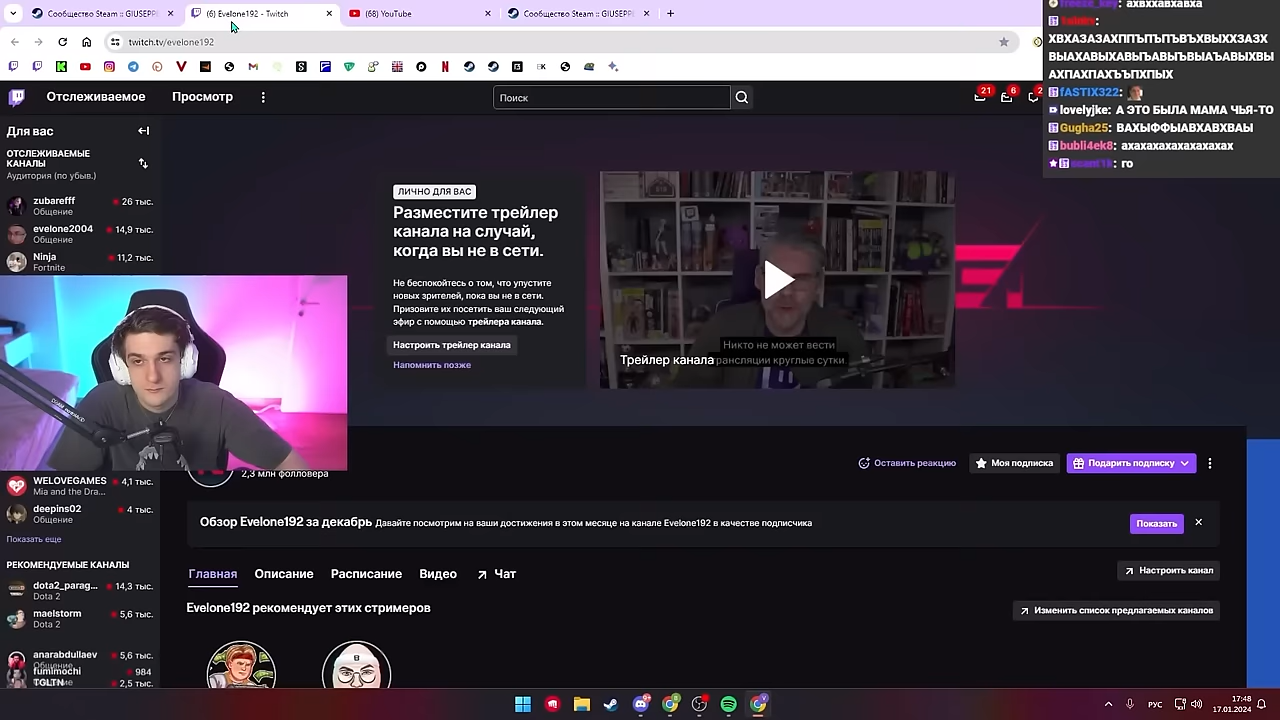 Сообщество Steam :: GIUSEPP
(6) Evelone192 - Twitch
Сообщество Steam :: GIUSEPP
twitch.tv/evelone192
Отслеживаемое
Просмотр
Поиск
21
6
2
freeze_key: ахвххавхавха
ХВХАЗАЗАХППЪПЪПЪВЪХВЫХХЗАЗХ
ВЫАХАВЫХАВЫЪАВЫЪВЫАЪАВЫХВЫ
АХПАХПАХЪЪПХПЫХ
fASTIX322:
lovelyjke: А ЭТО БЫЛА МАМА ЧЬЯ-ТО
Gugha25: ВАХЫФФЫАВХАВХВАЫ
bubli4ek8: ахахахахахахахах
го
Для вас
ОТСЛЕЖИВАЕМЫЕ
КАНАЛЫ
Аудитория (по убыв.)
zubarefff 26 тыс.
Общение
evelone2004 14,9 тыс.
Общение
Ninja 11,2 тыс.
Fortnite
ЛИЧНО ДЛЯ ВАС
Разместите трейлер
канала на случай,
когда вы не в сети.
Не беспокойтесь о том, что упустите
новых зрителей, пока вы не в сети.
Призовите их посетить ваш следующий
эфир с помощью трейлера канала.
Настроить трейлер канала
Напомнить позже
Никто не может вести
трансляции круглые сутки.
Трейлер канала
2,3 млн фолловера
Оставить реакцию
Моя подписка
Подарить подписку
WELOVEGAMES 4,1 тыс.
Mia and the Dra...
deepins02 4 тыс.
Общение
Показать еще
Обзор Evelone192 за декабрь Давайте посмотрим на ваши достижения в этом месяце на канале Evelone192 в качестве подписчика
Показать
РЕКОМЕНДУЕМЫЕ КАНАЛЫ
dota2_parag... 14,3 тыс.
Dota 2
maelstorm 5,6 тыс.
Dota 2
anarabdullaev 5,6 тыс.
Общение
fumimochi 984
TGLTN 2,5 тыс.
Главная
Описание
Расписание
Видео
Чат
Настроить канал
Evelone192 рекомендует этих стримеров
Изменить список предлагаемых каналов
РУС
17:48
17.01.2024